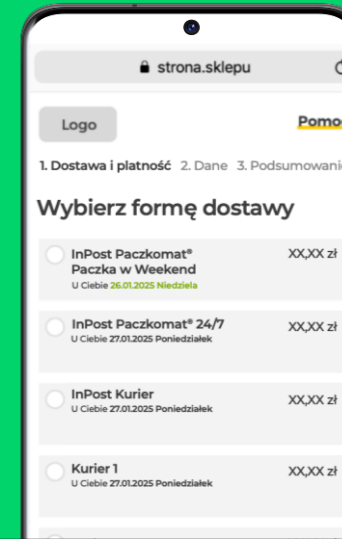 strona.sklepu
Logo
1. Dostawa i płatność 2. Dane 3.
Wybierz formę dostawy
InPost Paczkomat® XX,XX zł
Paczka w Weekend
U Ciebie 26.01.2025 Niedziela
InPost Paczkomat® 24/7 XX,XX zł
U Ciebie 27.01.2025 Poniedziałek
InPost Kurier XX,XX zł
U Ciebie 27.01.2025 Poniedziałek
Kurier 1 XX,XX zł
U Ciebie 27.01.2025 Poniedziałek